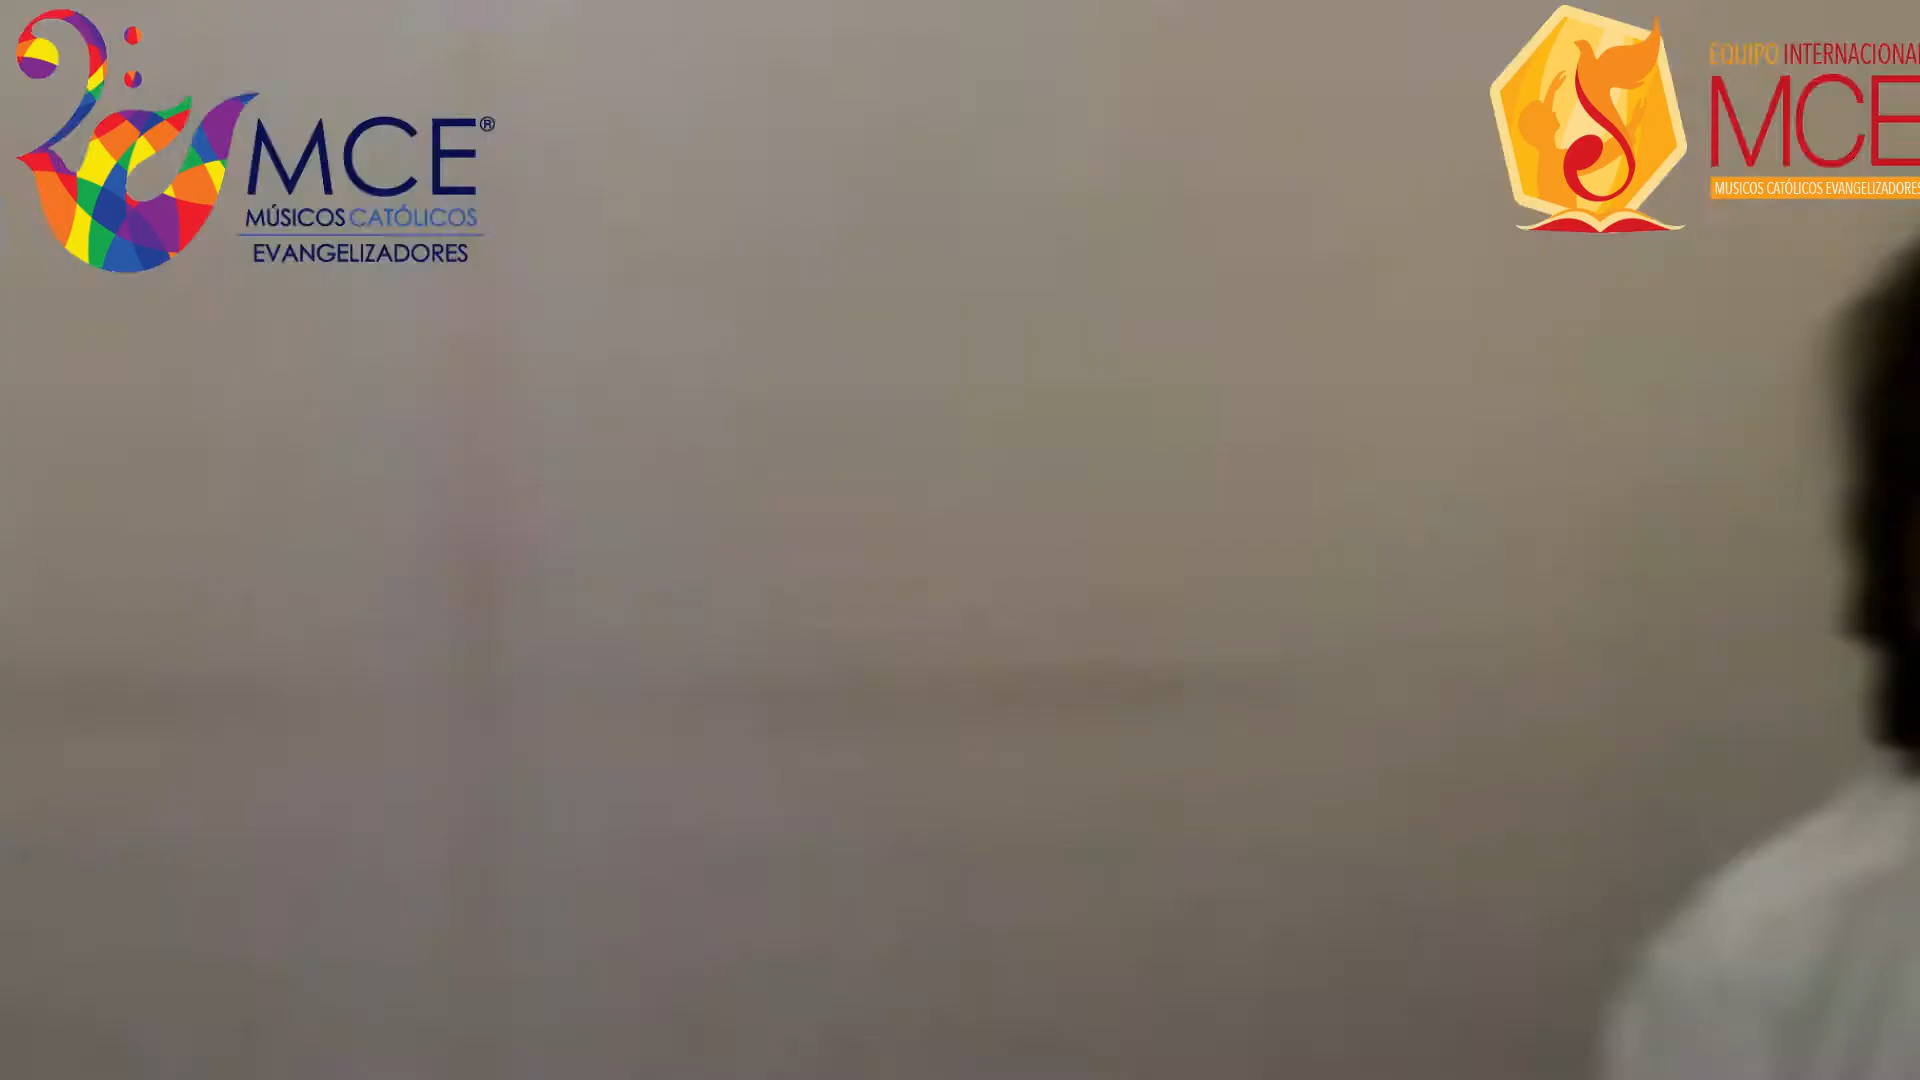 MCE®
MÚSICOS CATÓLICOS
EVANGELIZADORES
EQUIPO INTERNACIONAL
MCE
MUSICOS CATÓLICOS EVANGELIZADORES